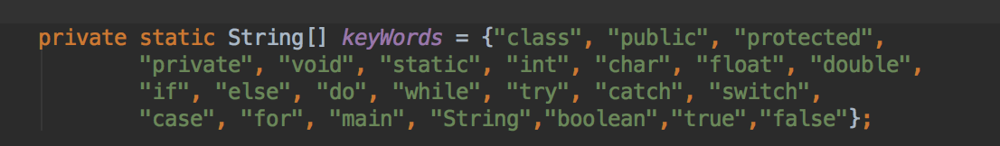 private static String[] keyWords = {"class", "public", "protected",
"private", "void", "static", "int", "char", "float", "double",
"if", "else", "do", "while", "try", "catch", "switch",
"case", "for", "main", "String","boolean","true","false"};